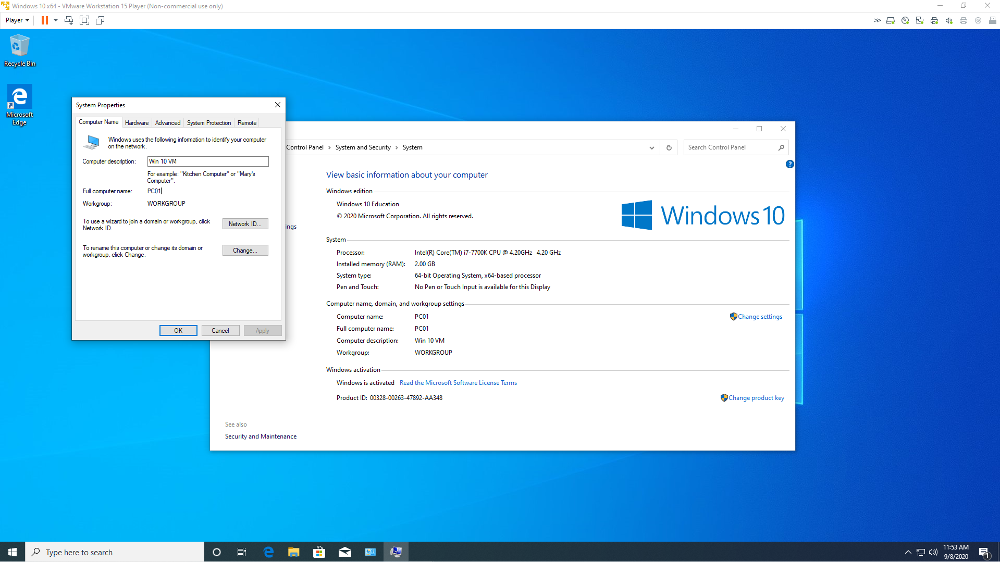 Windows 10 x64 - VMware Workstation 15 Player (Non-commercial use only)
Player
Recycle Bin
Microsoft
Edge
System Properties
Computer Name Hardware Advanced System Protection Remote
Windows uses the following information to identify your computer
on the network.
Computer description: Win 10 VM
For example: "Kitchen Computer" or "Mary's
Computer".
Full computer name: PC01
Workgroup: WORKGROUP
To use a wizard to join a domain or workgroup, click
Network ID.
Network ID...
To rename this computer or change its domain or
workgroup, click Change.
Change...
OK Cancel Apply
Control Panel > System and Security > System
Search Control Panel
?
ings
View basic information about your computer
Windows edition
Windows 10 Education
© 2020 Microsoft Corporation. All rights reserved.
Windows 10
System
Processor: Intel(R) Core(TM) i7-7700K CPU @ 4.20GHz 4.20 GHz
Installed memory (RAM): 2.00 GB
System type: 64-bit Operating System, x64-based processor
Pen and Touch: No Pen or Touch Input is available for this Display
Computer name, domain, and workgroup settings
Computer name: PC01
Change settings
Full computer name: PC01
Computer description: Win 10 VM
Workgroup: WORKGROUP
Windows activation
Windows is activated Read the Microsoft Software License Terms
Product ID: 00328-00263-47892-AA348
Change product key
See also
Security and Maintenance
Type here to search
11:53 AM
9/8/2020
1